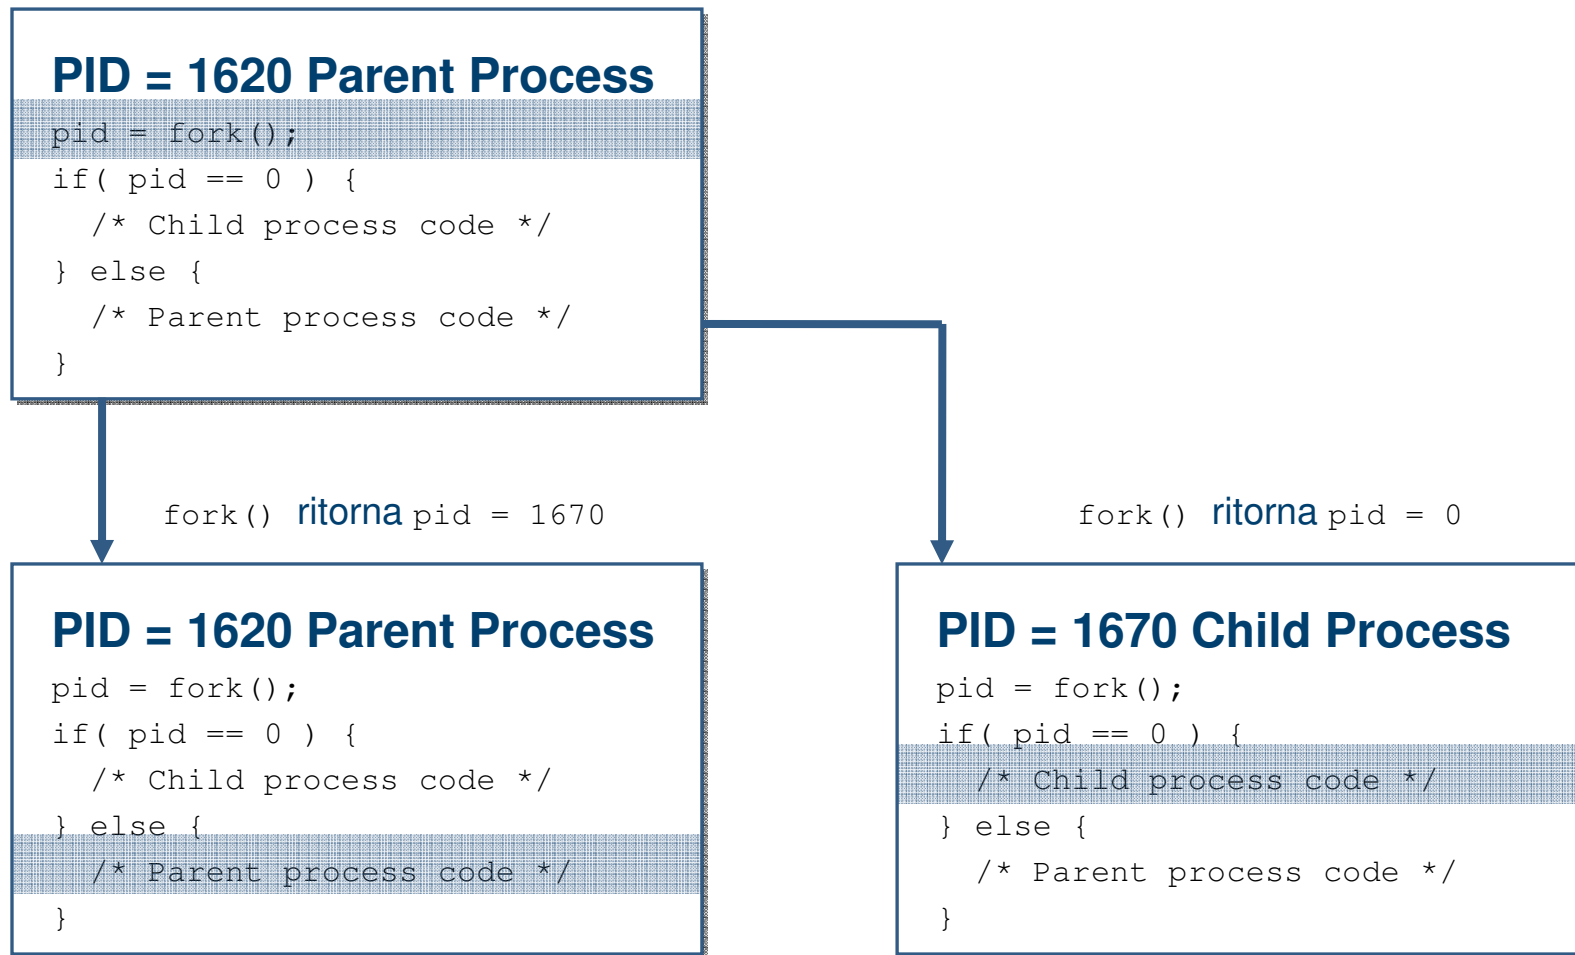 PID = 1620 Parent Process
pid = fork();
if( pid == 0 ) {
/* Child process code */
} else {
/* Parent process code */
}
fork() ritorna pid = 1670
fork() ritorna pid = 0
PID = 1620 Parent Process
pid = fork();
if( pid == 0 ) {
/* Child process code */
} else {
/* Parent process code */
}
PID = 1670 Child Process
pid = fork();
if( pid == 0 ) {
/* Child process code */
} else {
/* Parent process code */
}